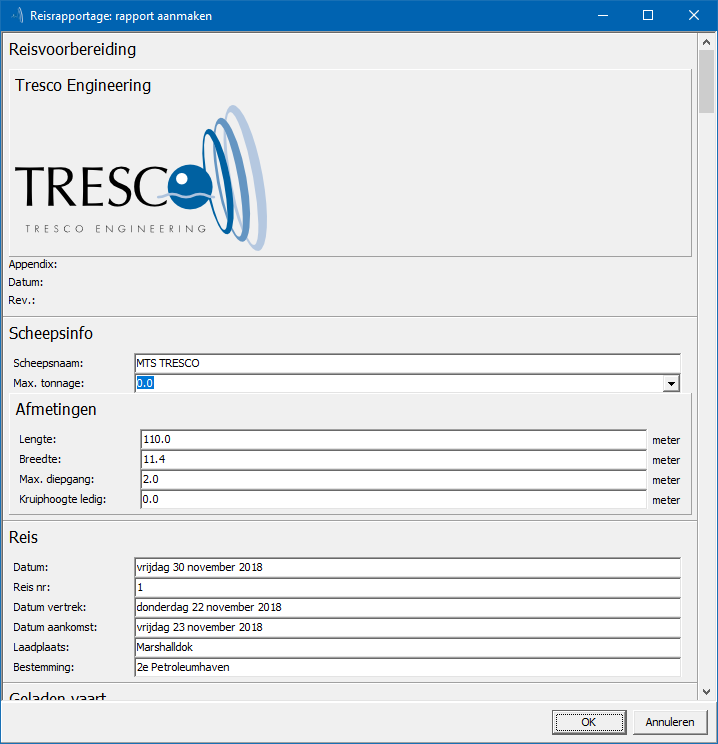 Reisrapportage: rapport aanmaken
Reisvoorbereiding
Tresco Engineering
TRESCO
TRESCO ENGINEERING
Appendix:
Datum:
Rev.:
Scheepsinfo
Scheepsnaam: MTS TRESCO
Max. tonnage: 0.0
Afmetingen
Lengte: 110.0 meter
Breedte: 11.4 meter
Max. diepgang: 2.0 meter
Kruiphoogte ledig: 0.0 meter
Reis
Datum: vrijdag 30 november 2018
Reis nr: 1
Datum vertrek: donderdag 22 november 2018
Datum aankomst: vrijdag 23 november 2018
Laadplaats: Marshalldok
Bestemming: 2e Petroleumhaven
Geladen vaart
OK Annuleren